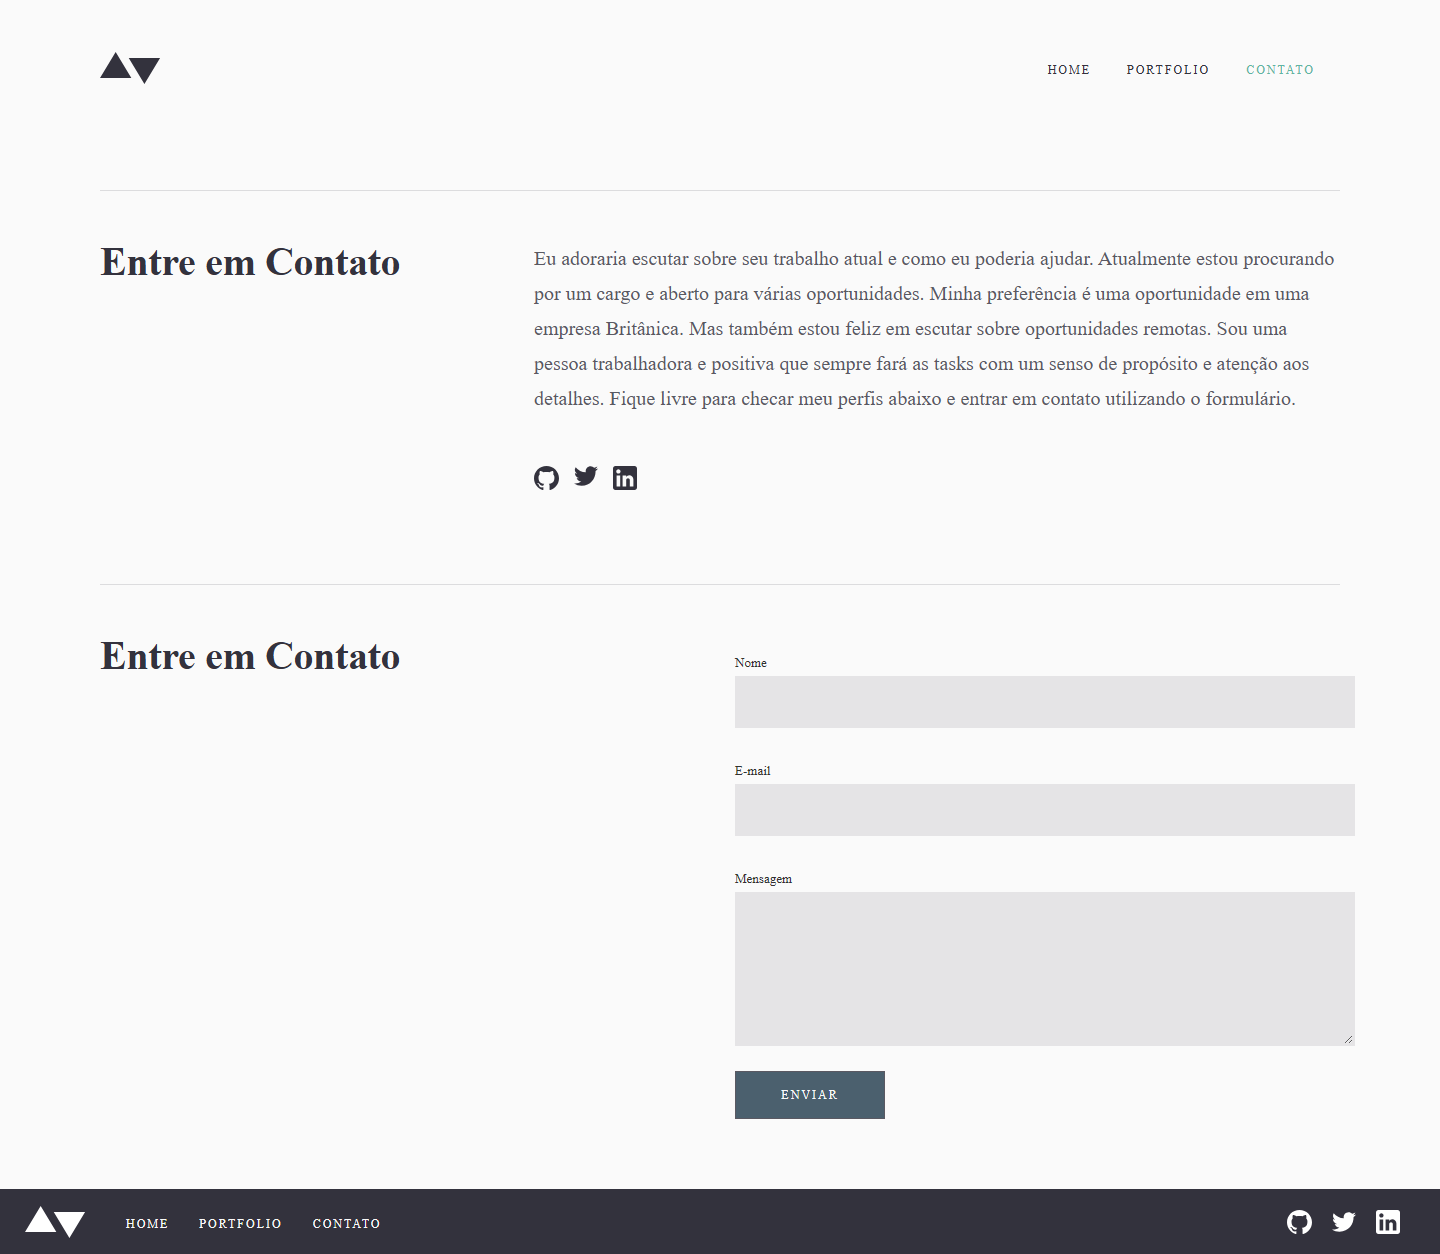 HOME PORTFOLIO CONTATO
Entre em Contato
Eu adoraria escutar sobre seu trabalho atual e como eu poderia ajudar. Atualmente estou procurando
por um cargo e aberto para várias oportunidades. Minha preferência é uma oportunidade em uma
empresa Britânica. Mas também estou feliz em escutar sobre oportunidades remotas. Sou uma
pessoa trabalhadora e positiva que sempre fará as tasks com um senso de propósito e atenção aos
detalhes. Fique livre para checar meu perfis abaixo e entrar em contato utilizando o formulário.
in
Entre em Contato
Nome
E-mail
Mensagem
ENVIAR
HOME PORTFOLIO CONTATO
in